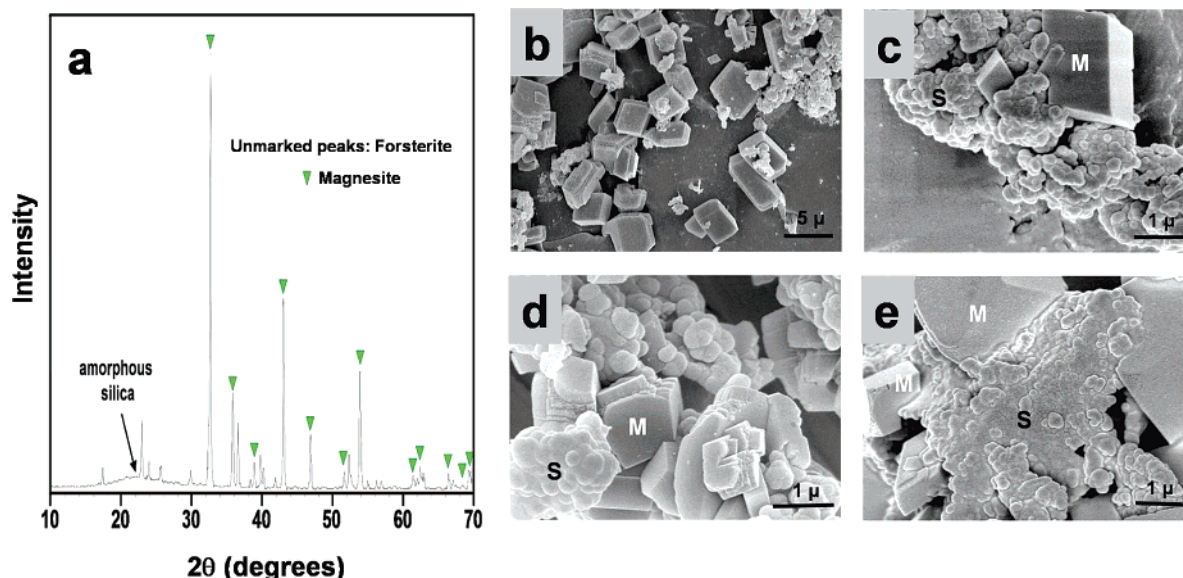 a
Unmarked peaks: Forsterite
Magnesite
amorphous
silica
Intensity
10 20 30 40 50 60 70
2θ (degrees)
b
5 µ
c
M
S
1 µ
d
M
S
1 µ
e
M
M
S
1 µ